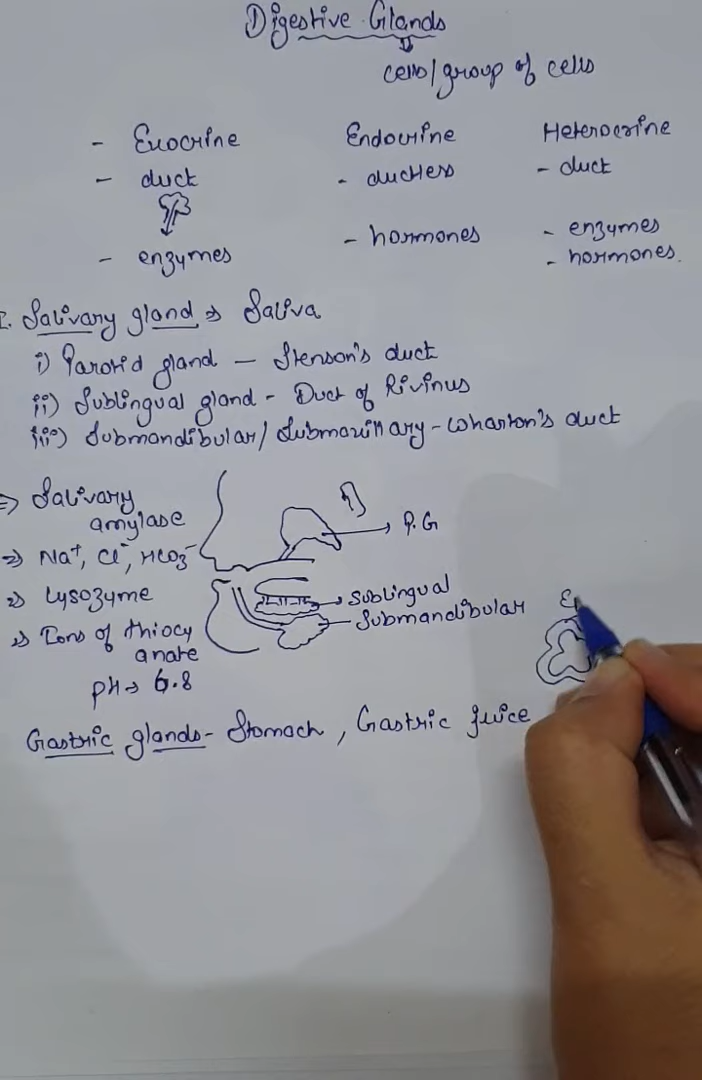 Digestive Glands
cells/group of cells
- Exocrine Endocrine Heterocrine
- duct - ductless - duct
- enzymes - hormones - enzymes
- hormones.
I. Salivary gland → Saliva
i) Parotid gland – Stenson's duct
ii) Sublingual gland - Duct of Rivinus
iii) Submandibular/Submaxillary - Wharton's duct
⇒ Salivary
amylase
⇒ Na⁺, Cl⁻, HCO₃⁻
⇒ Lysozyme
⇒ Ions of thiocy
anate
pH → 6.8
P.G
Sublingual
Submandibular
Gastric glands - Stomach, Gastric juice